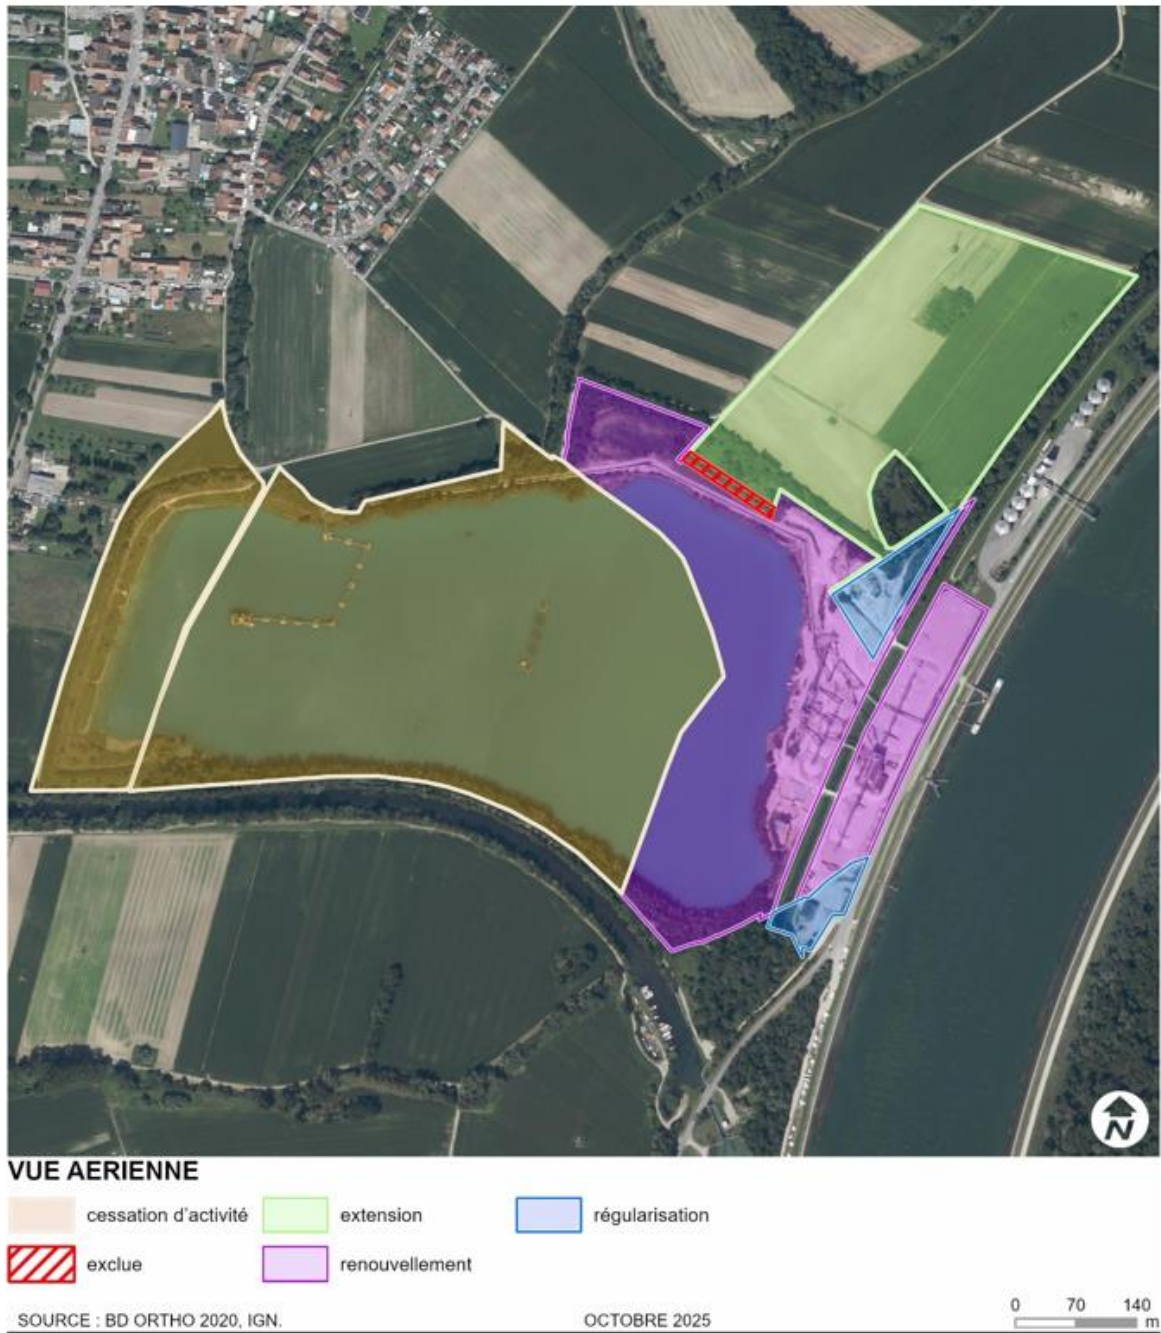 N
VUE AERIENNE
cessation d'activité
extension
régularisation
exclue
renouvellement
SOURCE : BD ORTHO 2020, IGN.
OCTOBRE 2025
0 70 140
m